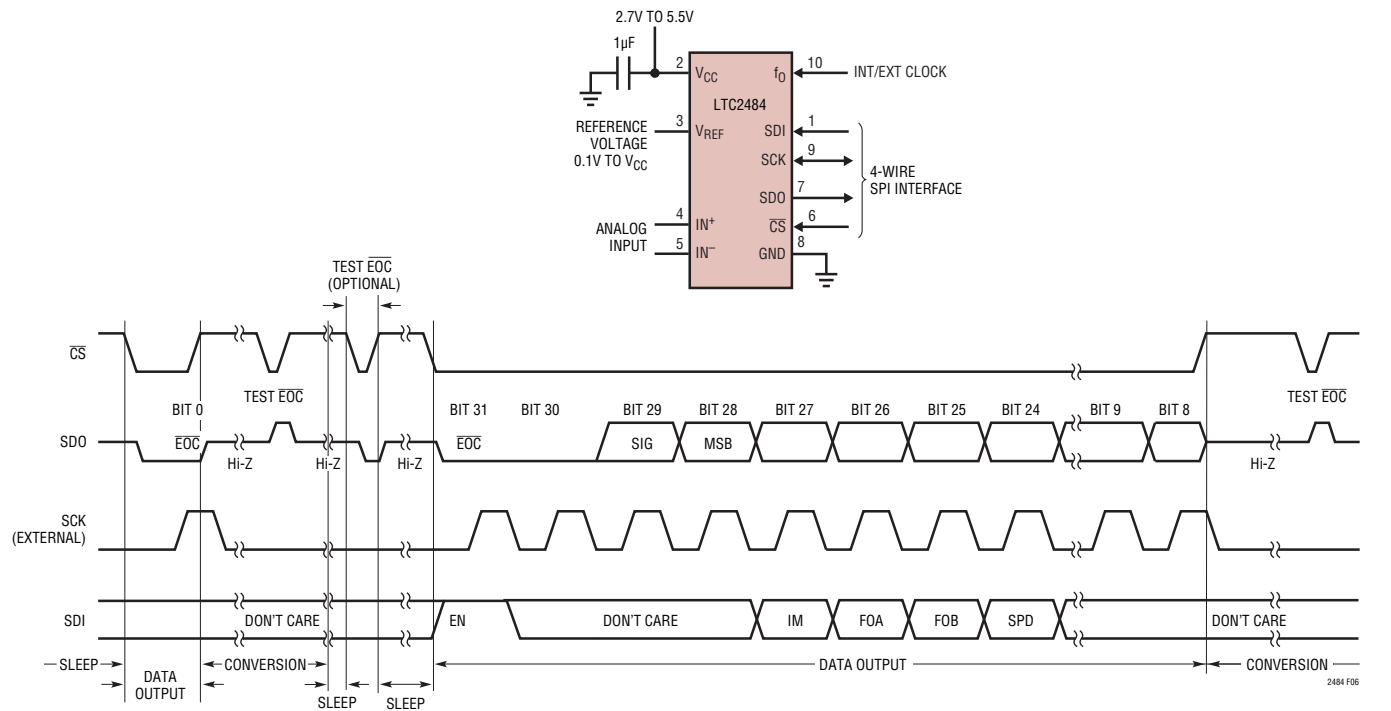 2.7V TO 5.5V
1µF
2
VCC
fO
10
INT/EXT CLOCK
LTC2484
REFERENCE
VOLTAGE
0.1V TO VCC
3
VREF
SDI
1
SCK
9
SDO
7
CS
6
4-WIRE
SPI INTERFACE
ANALOG
INPUT
4
IN+
5
IN–
GND
8
TEST EOC
(OPTIONAL)
CS
TEST EOC
TEST EOC
BIT 0
BIT 31
BIT 30
BIT 29
BIT 28
BIT 27
BIT 26
BIT 25
BIT 24
BIT 9
BIT 8
SDO
EOC
Hi-Z
Hi-Z
Hi-Z
EOC
SIG
MSB
Hi-Z
SCK
(EXTERNAL)
SDI
DON'T CARE
EN
DON'T CARE
IM
FOA
FOB
SPD
DON'T CARE
SLEEP
DATA
OUTPUT
CONVERSION
SLEEP
SLEEP
DATA OUTPUT
CONVERSION
2484 F06